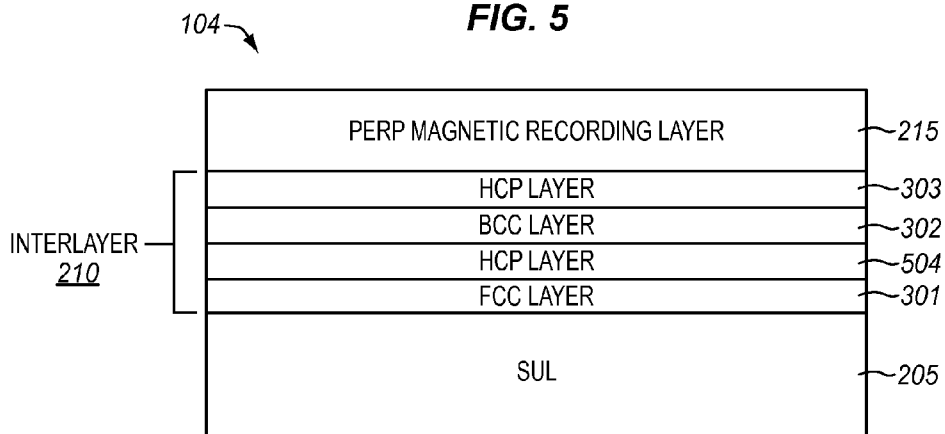 FIG. 5
104
PERP MAGNETIC RECORDING LAYER 215
HCP LAYER 303
BCC LAYER 302
INTERLAYER
210
HCP LAYER 504
FCC LAYER 301
SUL 205